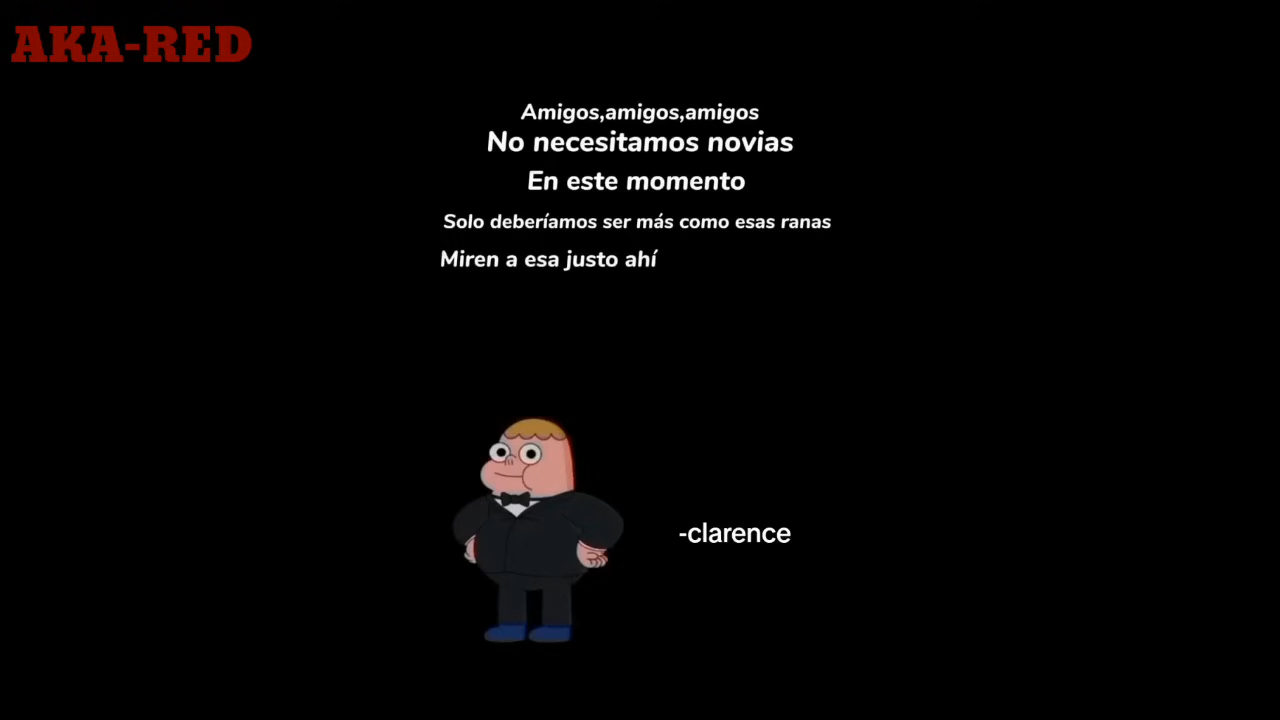 AKA-RED
Amigos,amigos,amigos
No necesitamos novias
En este momento
Solo deberíamos ser más como esas ranas
Miren a esa justo ahí
-clarence